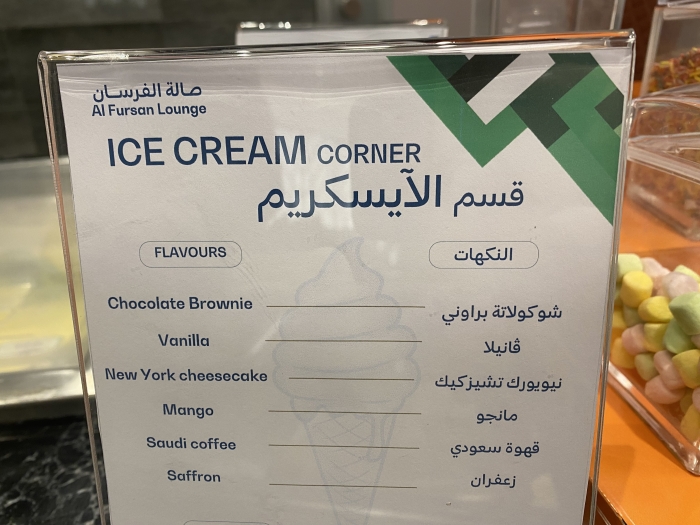 صالة الفرسان
Al Fursan Lounge
ICE CREAM CORNER
قسم الآيسكريم
FLAVOURS النكهات
Chocolate Brownie شوكولاتة براوني
Vanilla ڤانيلا
New York cheesecake نيويورك تشيزكيك
Mango مانجو
Saudi coffee قهوة سعودي
Saffron زعفران